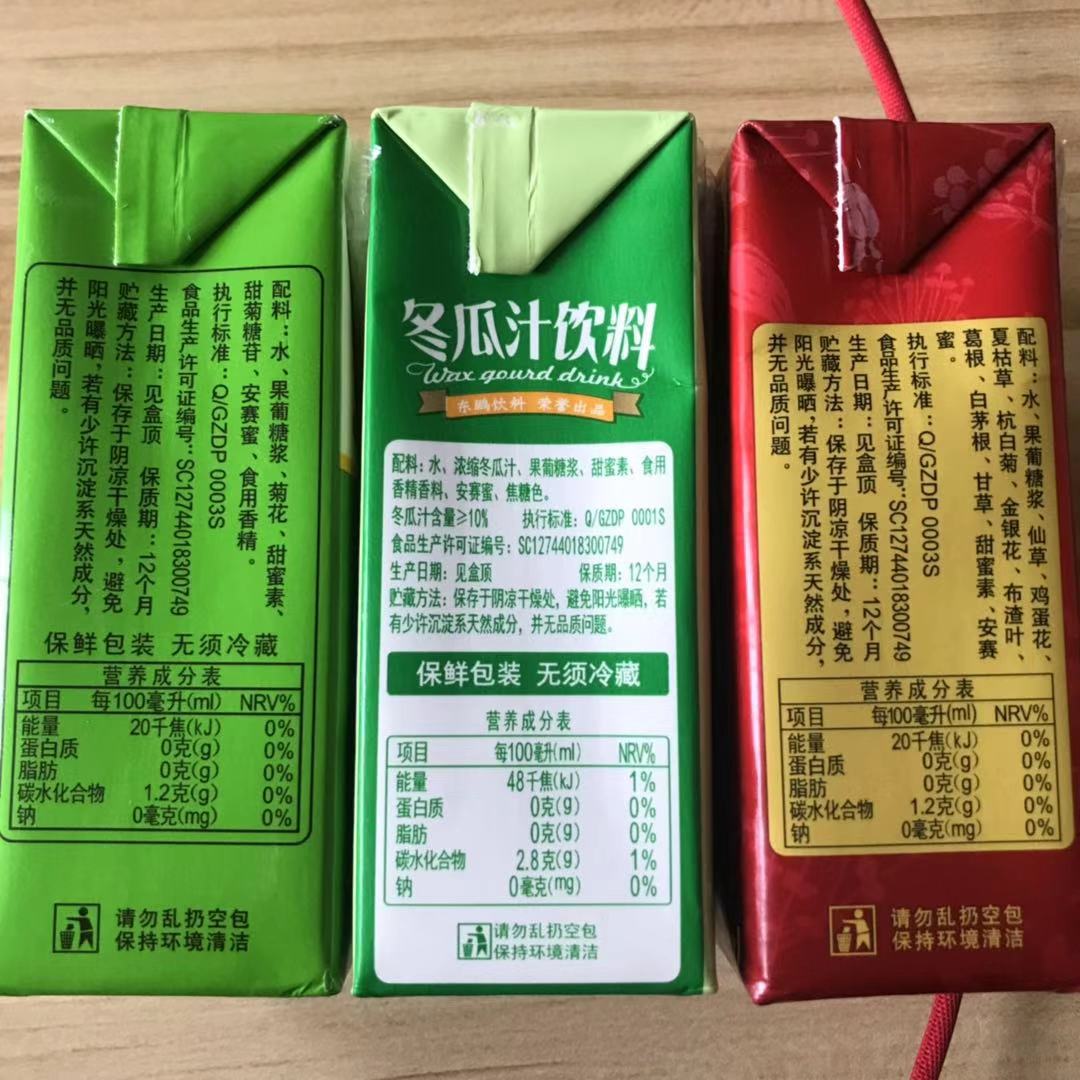 配料：水、果葡糖浆、菊花、甜蜜素、
甜菊糖苷、安赛蜜、食用香精。
执行标准：Q/GZDP 0003S
食品生产许可证编号：SC12744018300749
生产日期：见盒顶 保质期：12个月
贮藏方法：保存于阴凉干燥处，避免
阳光曝晒，若有少许沉淀系天然成分，
并无品质问题。
保鲜包装 无须冷藏
营养成分表
项目 每100毫升(ml) NRV%
能量 20千焦(kJ) 0%
蛋白质 0克(g) 0%
脂肪 0克(g) 0%
碳水化合物 1.2克(g) 0%
钠 0毫克(mg) 0%
请勿乱扔空包
保持环境清洁
冬瓜汁饮料
Wax gourd drink
东鹏饮料 荣誉出品
配料：水、浓缩冬瓜汁、果葡糖浆、甜蜜素、食用
香精香料、安赛蜜、焦糖色。
冬瓜汁含量≥10% 执行标准：Q/GZDP 0001S
食品生产许可证编号：SC12744018300749
生产日期：见盒顶 保质期：12个月
贮藏方法：保存于阴凉干燥处，避免阳光曝晒，若
有少许沉淀系天然成分，并无品质问题。
保鲜包装 无须冷藏
营养成分表
项目 每100毫升(ml) NRV%
能量 48千焦(kJ) 1%
蛋白质 0克(g) 0%
脂肪 0克(g) 0%
碳水化合物 2.8克(g) 1%
钠 0毫克(mg) 0%
请勿乱扔空包
保持环境清洁
配料：水、果葡糖浆、仙草、鸡蛋花、
夏枯草、杭白菊、金银花、布渣叶、
葛根、白茅根、甘草、甜蜜素、安赛
蜜。
执行标准：Q/GZDP 0003S
食品生产许可证编号：SC12744018300749
生产日期：见盒顶 保质期：12个月
贮藏方法：保存于阴凉干燥处，避免
阳光曝晒，若有少许沉淀系天然成分，
并无品质问题。
营养成分表
项目 每100毫升(ml) NRV%
能量 20千焦(kJ) 0%
蛋白质 0克(g) 0%
脂肪 0克(g) 0%
碳水化合物 1.2克(g) 0%
钠 0毫克(mg) 0%
请勿乱扔空包
保持环境清洁